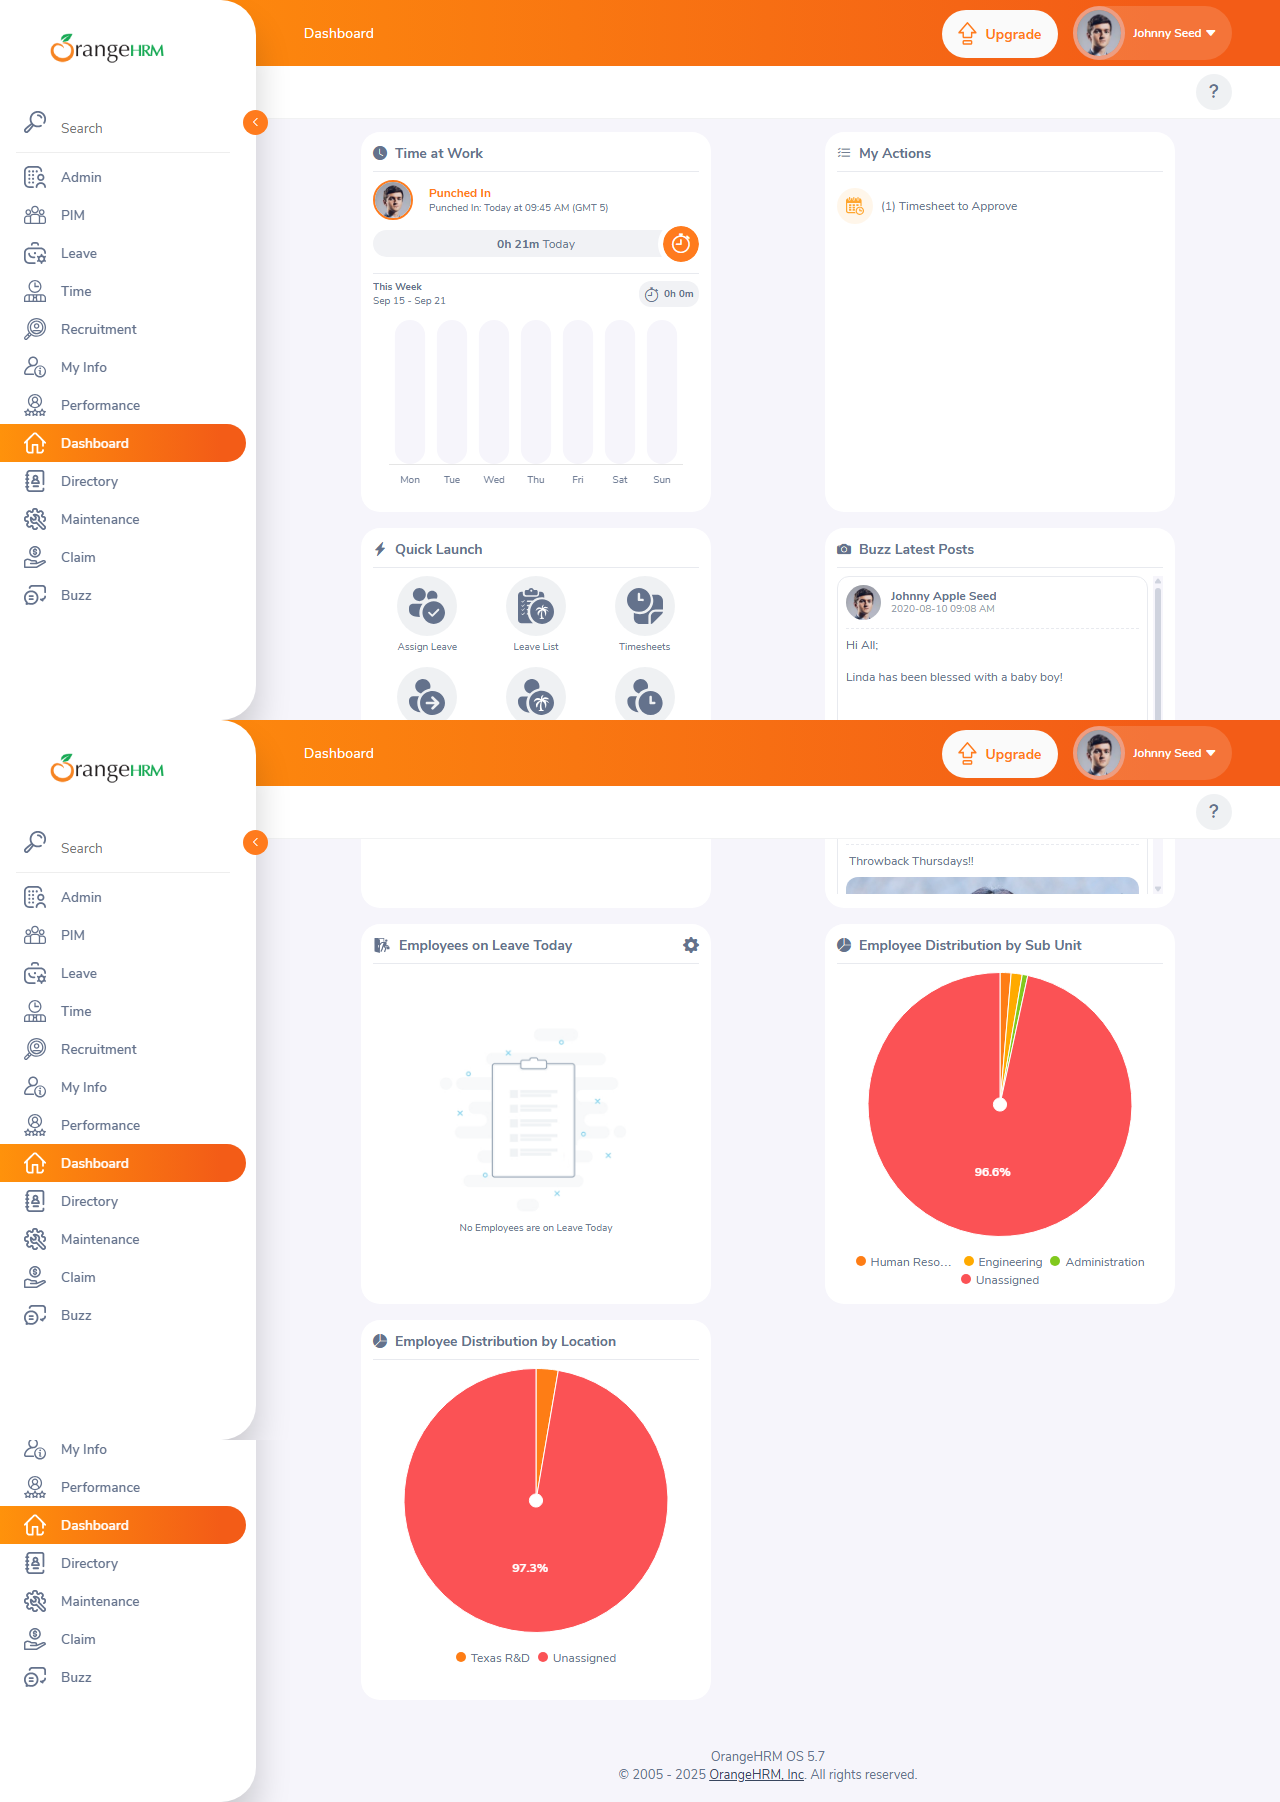 OrangeHRM
Dashboard
Upgrade
Johnny Seed
?
Search
Admin
PIM
Leave
Time
Recruitment
My Info
Performance
Dashboard
Directory
Maintenance
Claim
Buzz
Time at Work
Punched In
Punched In: Today at 09:45 AM (GMT 5)
0h 21m Today
This Week
Sep 15 - Sep 21
0h 0m
Mon Tue Wed Thu Fri Sat Sun
My Actions
(1) Timesheet to Approve
Quick Launch
Assign Leave
Leave List
Timesheets
Buzz Latest Posts
Johnny Apple Seed
2020-08-10 09:08 AM
Hi All;
Linda has been blessed with a baby boy!
OrangeHRM
Dashboard
Upgrade
Johnny Seed
?
Search
Admin
PIM
Leave
Time
Recruitment
My Info
Performance
Dashboard
Directory
Maintenance
Claim
Buzz
Throwback Thursdays!!
Employees on Leave Today
No Employees are on Leave Today
Employee Distribution by Sub Unit
96.6%
Human Reso…
Engineering
Administration
Unassigned
Employee Distribution by Location
97.3%
Texas R&D
Unassigned
My Info
Performance
Dashboard
Directory
Maintenance
Claim
Buzz
OrangeHRM OS 5.7
© 2005 - 2025 OrangeHRM, Inc. All rights reserved.